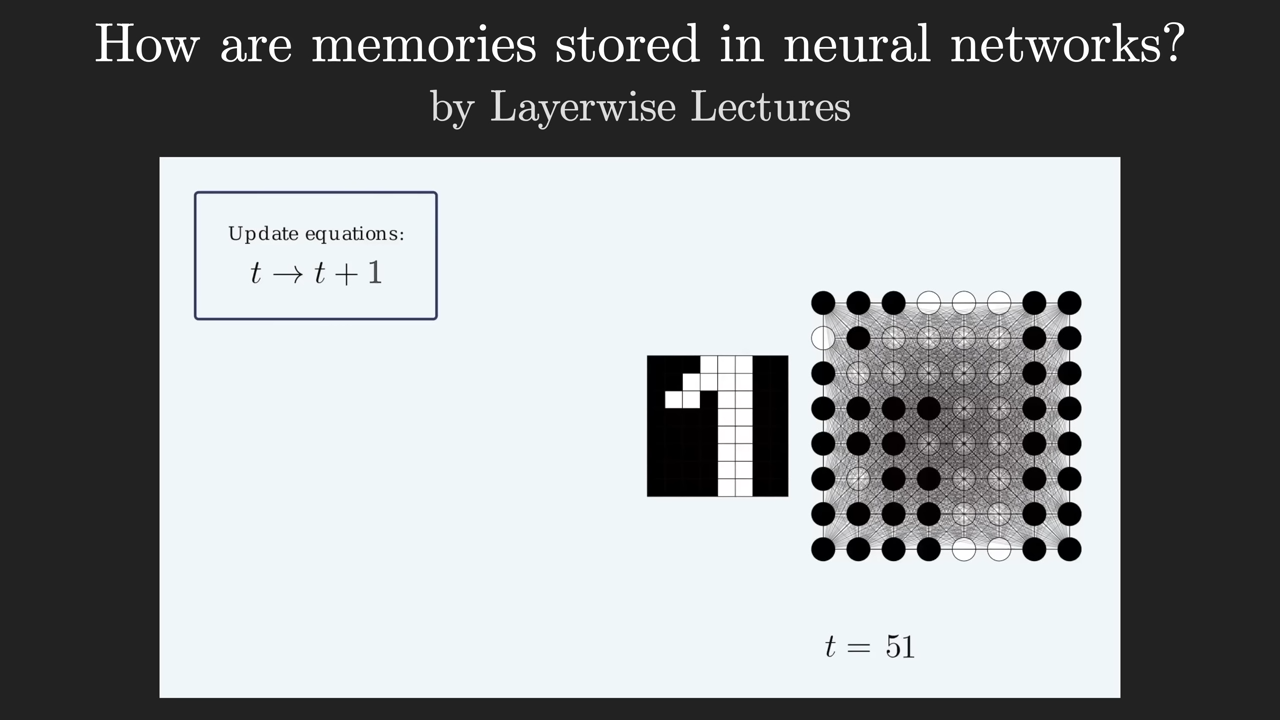 How are memories stored in neural networks?
by Layerwise Lectures
Update equations:
t → t + 1
t = 51